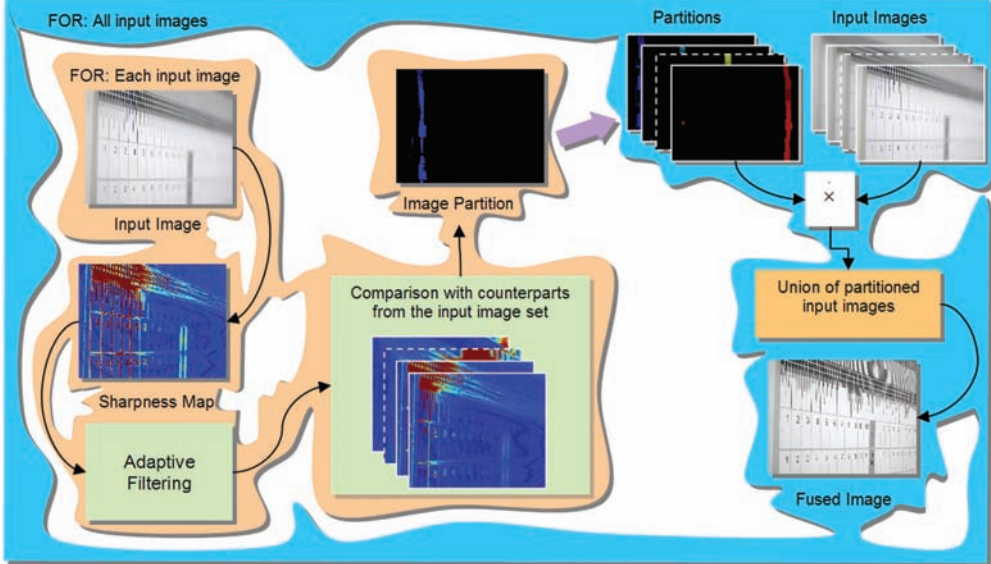 FOR: All input images
Partitions
Input Images
FOR: Each input image
Input Image
Image Partition
×
Sharpness Map
Comparison with counterparts
from the input image set
Union of partitioned
input images
Adaptive
Filtering
Fused Image